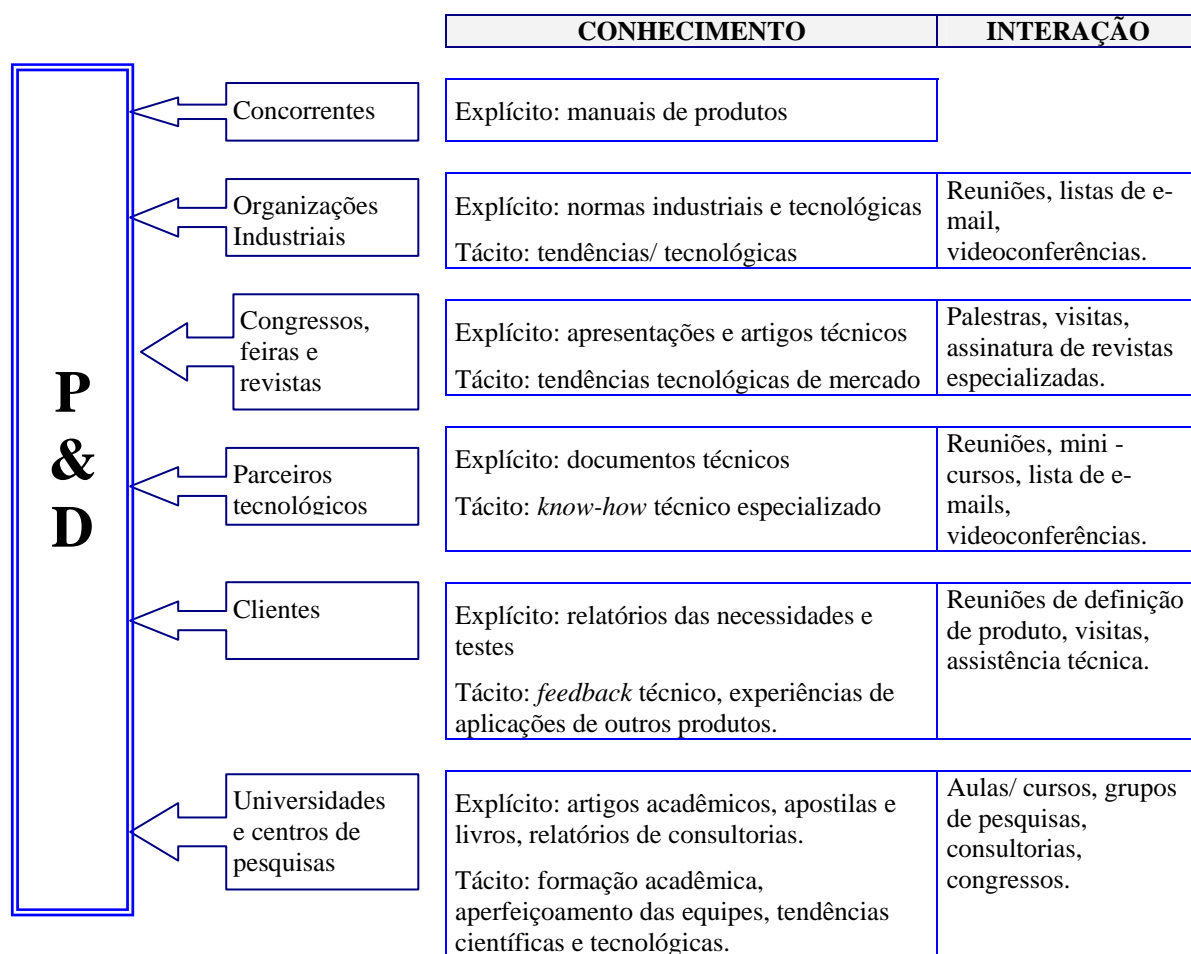 CONHECIMENTO INTERAÇÃO
P
&
D
Concorrentes
Explícito: manuais de produtos
Organizações
Industriais
Explícito: normas industriais e tecnológicas
Tácito: tendências/ tecnológicas
Reuniões, listas de e-
mail,
videoconferências.
Congressos,
feiras e
revistas
Explícito: apresentações e artigos técnicos
Tácito: tendências tecnológicas de mercado
Palestras, visitas,
assinatura de revistas
especializadas.
Parceiros
tecnológicos
Explícito: documentos técnicos
Tácito: know-how técnico especializado
Reuniões, mini -
cursos, lista de e-
mails,
videoconferências.
Clientes
Explícito: relatórios das necessidades e
testes
Tácito: feedback técnico, experiências de
aplicações de outros produtos.
Reuniões de definição
de produto, visitas,
assistência técnica.
Universidades
e centros de
pesquisas
Explícito: artigos acadêmicos, apostilas e
livros, relatórios de consultorias.
Tácito: formação acadêmica,
aperfeiçoamento das equipes, tendências
científicas e tecnológicas.
Aulas/ cursos, grupos
de pesquisas,
consultorias,
congressos.